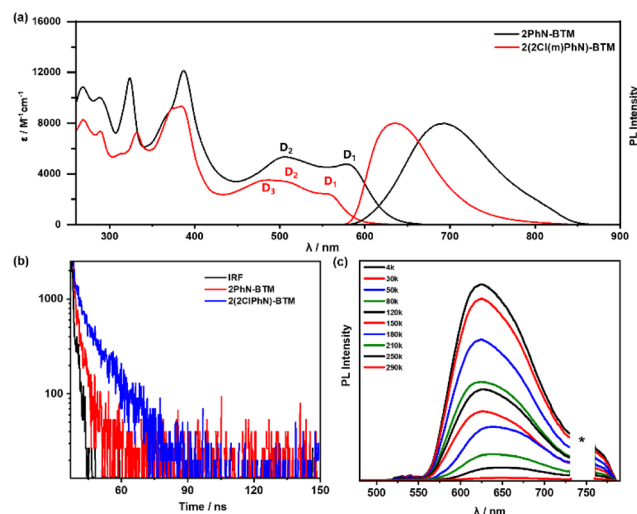 (a)
2PhN-BTM
2(2Cl(m)PhN)-BTM
16000
12000
8000
4000
0
ε / M⁻¹cm⁻¹
PL Intensity
D₂
D₁
D₃
D₂
D₁
300
400
500
600
700
800
900
λ / nm
(b)
IRF
2PhN-BTM
2(2ClPhN)-BTM
1000
100
60
90
120
150
Time / ns
(c)
4k
30k
50k
80k
120k
150k
180k
210k
250k
290k
PL Intensity
*
500
550
600
650
700
750
λ / nm